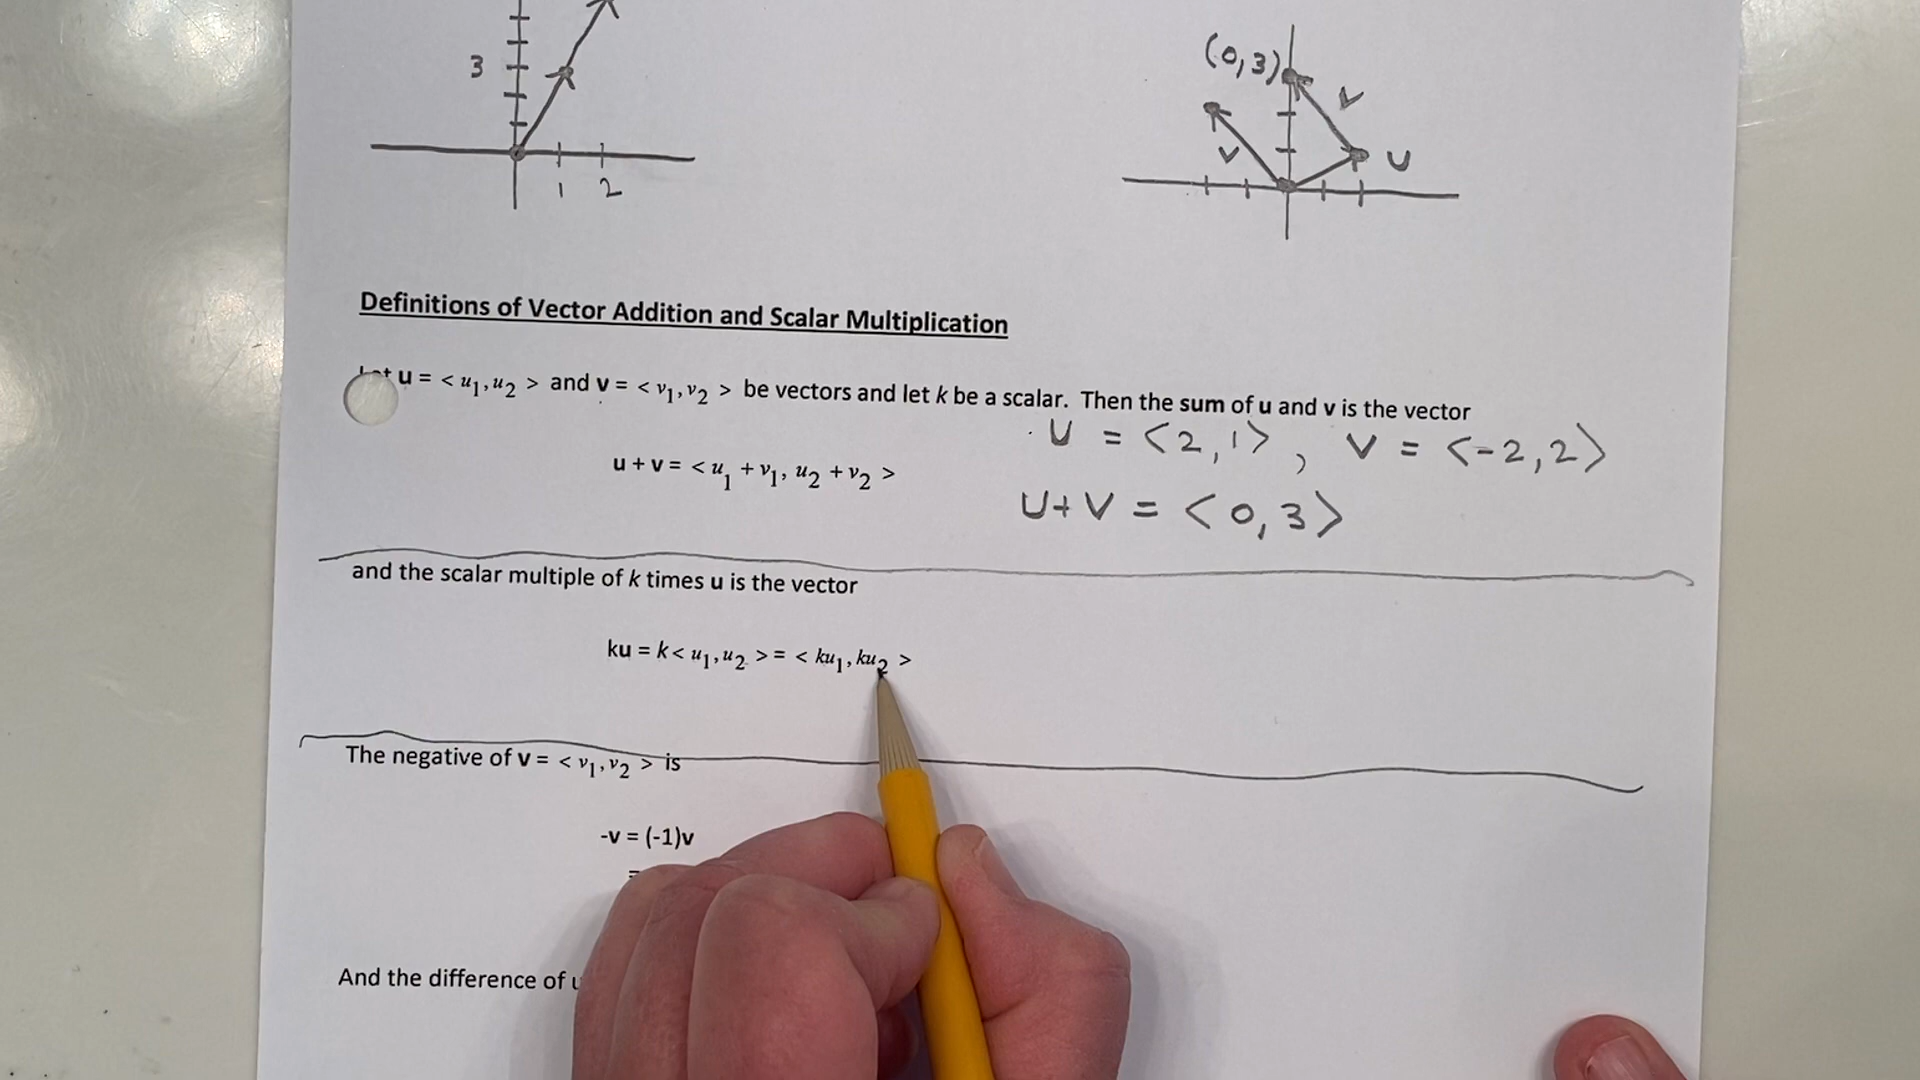 3
1 2
(0,3)
V
V
U
Definitions of Vector Addition and Scalar Multiplication
Let u = < u1, u2 > and v = < v1, v2 > be vectors and let k be a scalar. Then the sum of u and v is the vector
U = <2,1> , V = <-2,2>
u + v = < u1 + v1, u2 + v2 >
U+V = <0,3>
and the scalar multiple of k times u is the vector
ku = k< u1, u2 > = < ku1, ku2 >
The negative of v = < v1, v2 > is
-v = (-1)v
=
And the difference of